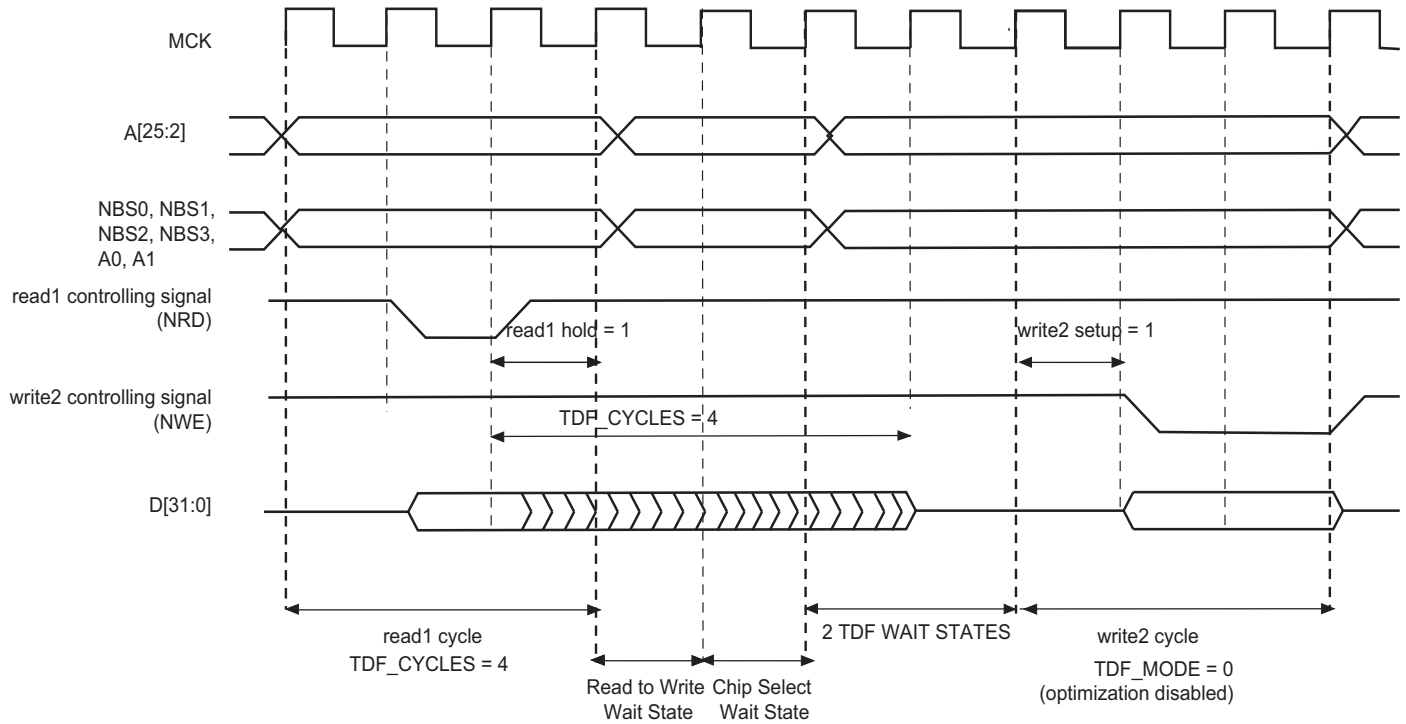 MCK
A[25:2]
NBS0, NBS1,
NBS2, NBS3,
A0, A1
read1 controlling signal
(NRD)
read1 hold = 1
write2 setup = 1
write2 controlling signal
(NWE)
TDF_CYCLES = 4
D[31:0]
read1 cycle
TDF_CYCLES = 4
2 TDF WAIT STATES
write2 cycle
TDF_MODE = 0
(optimization disabled)
Read to Write
Wait State
Chip Select
Wait State